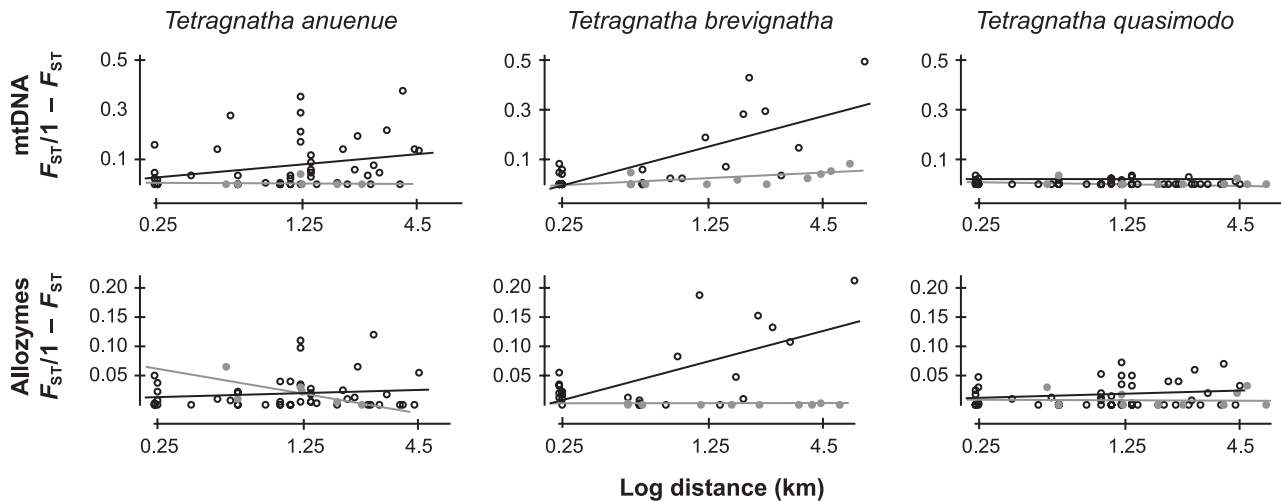 Tetragnatha anuenue Tetragnatha brevignatha Tetragnatha quasimodo
mtDNA
FST/1 – FST
0.5 0.5 0.5
0.3 0.3 0.3
0.1 0.1 0.1
0.25 1.25 4.5 0.25 1.25 4.5 0.25 1.25 4.5
Allozymes
FST/1 – FST
0.20 0.20 0.20
0.15 0.15 0.15
0.10 0.10 0.10
0.05 0.05 0.05
0.25 1.25 4.5 0.25 1.25 4.5 0.25 1.25 4.5
Log distance (km)